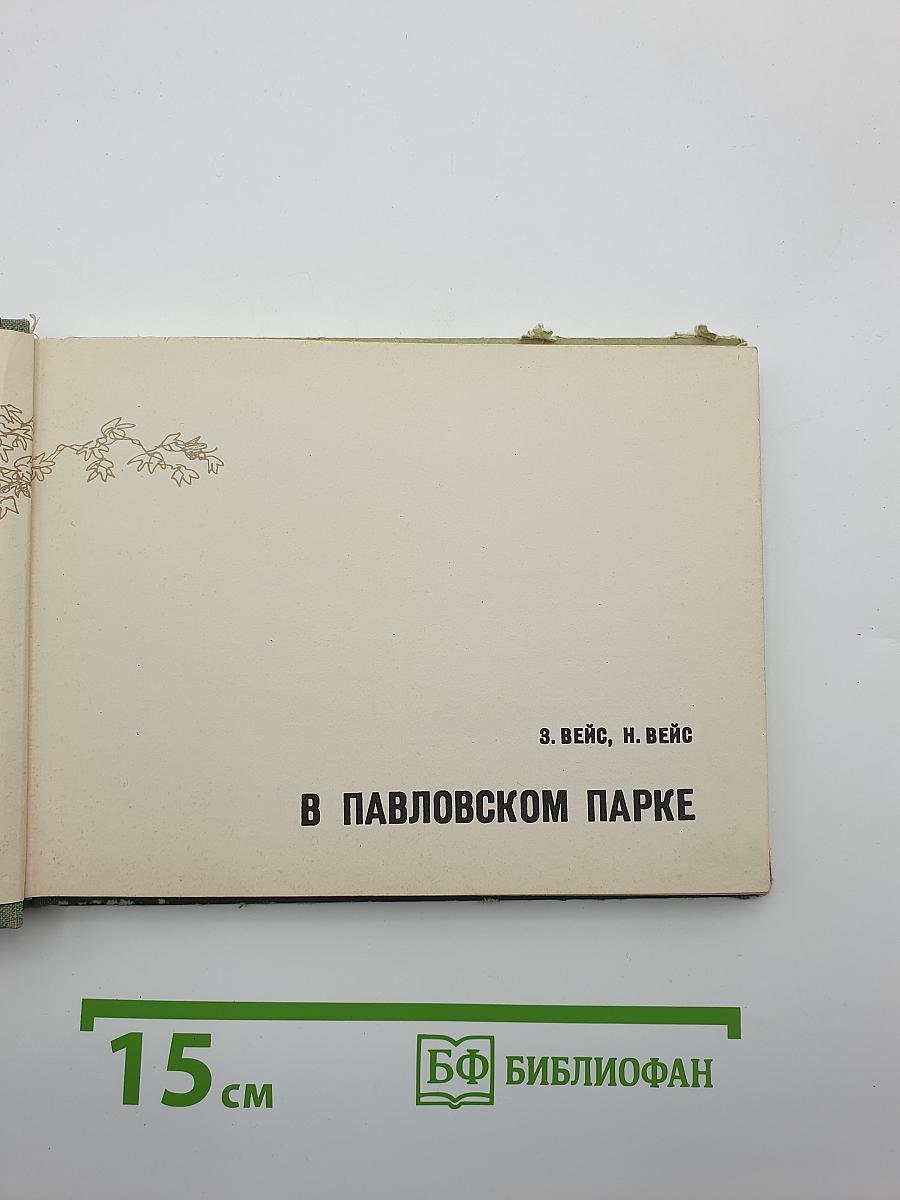 З. ВЕЙС, Н. ВЕЙС
В ПАВЛОВСКОМ ПАРКЕ
15 см
БФ БИБЛИОФАН